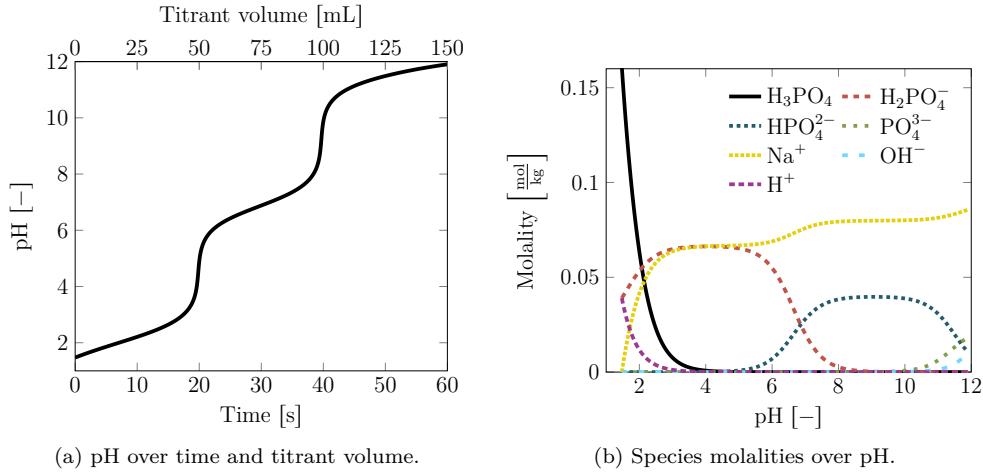 Titrant volume [mL]
0 25 50 75 100 125 150
12
10
8
6
4
2
pH [−]
0 10 20 30 40 50 60
Time [s]
(a) pH over time and titrant volume.
H₃PO₄ H₂PO₄⁻
HPO₄²⁻ PO₄³⁻
Na⁺ OH⁻
H⁺
0.15
0.1
0.05
0
Molality [mol/kg]
2 4 6 8 10 12
pH [−]
(b) Species molalities over pH.